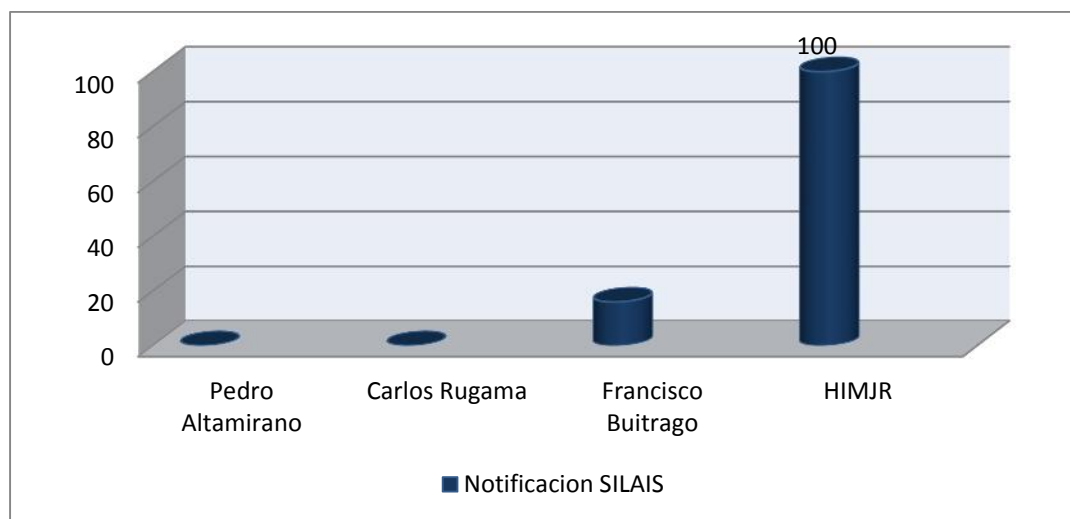 100
100
80
60
40
20
0
Pedro
Altamirano
Carlos Rugama
Francisco
Buitrago
HIMJR
Notificacion SILAIS